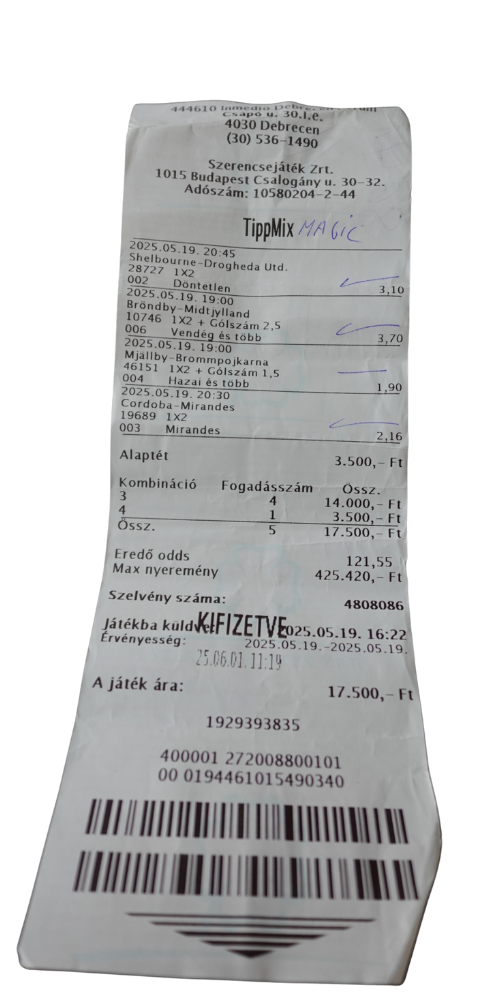 444610 Inmedio
Csapó u. 30.I.e.
4030 Debrecen
(30) 536-1490
Szerencsejáték Zrt.
1015 Budapest Csalogány u. 30-32.
Adószám: 10580204-2-44
TippMix MAGIC
2025.05.19. 20:45
Shelbourne-Drogheda Utd.
28727 1X2
002 Döntetlen 3,10
2025.05.19. 19:00
Bröndby-Midtjylland
10746 1X2 + Gólszám 2,5
006 Vendég és több 3,70
2025.05.19. 19:00
Mjällby-Brommpojkarna
46151 1X2 + Gólszám 1,5
004 Hazai és több 1,90
2025.05.19. 20:30
Cordoba-Mirandes
19689 1X2
003 Mirandes 2,16
Alaptét 3.500,- Ft
Kombináció Fogadásszám Össz.
3 4 14.000,- Ft
4 1 3.500,- Ft
Össz. 5 17.500,- Ft
Eredő odds 121,55
Max nyeremény 425.420,- Ft
Szelvény száma: 4808086
KIFIZETVE
Játékba küldve: 2025.05.19. 16:22
Érvényesség: 2025.05.19.-2025.05.19.
25.06.01. 11:19
A játék ára: 17.500,- Ft
1929393835
400001 272008800101
00 0194461015490340